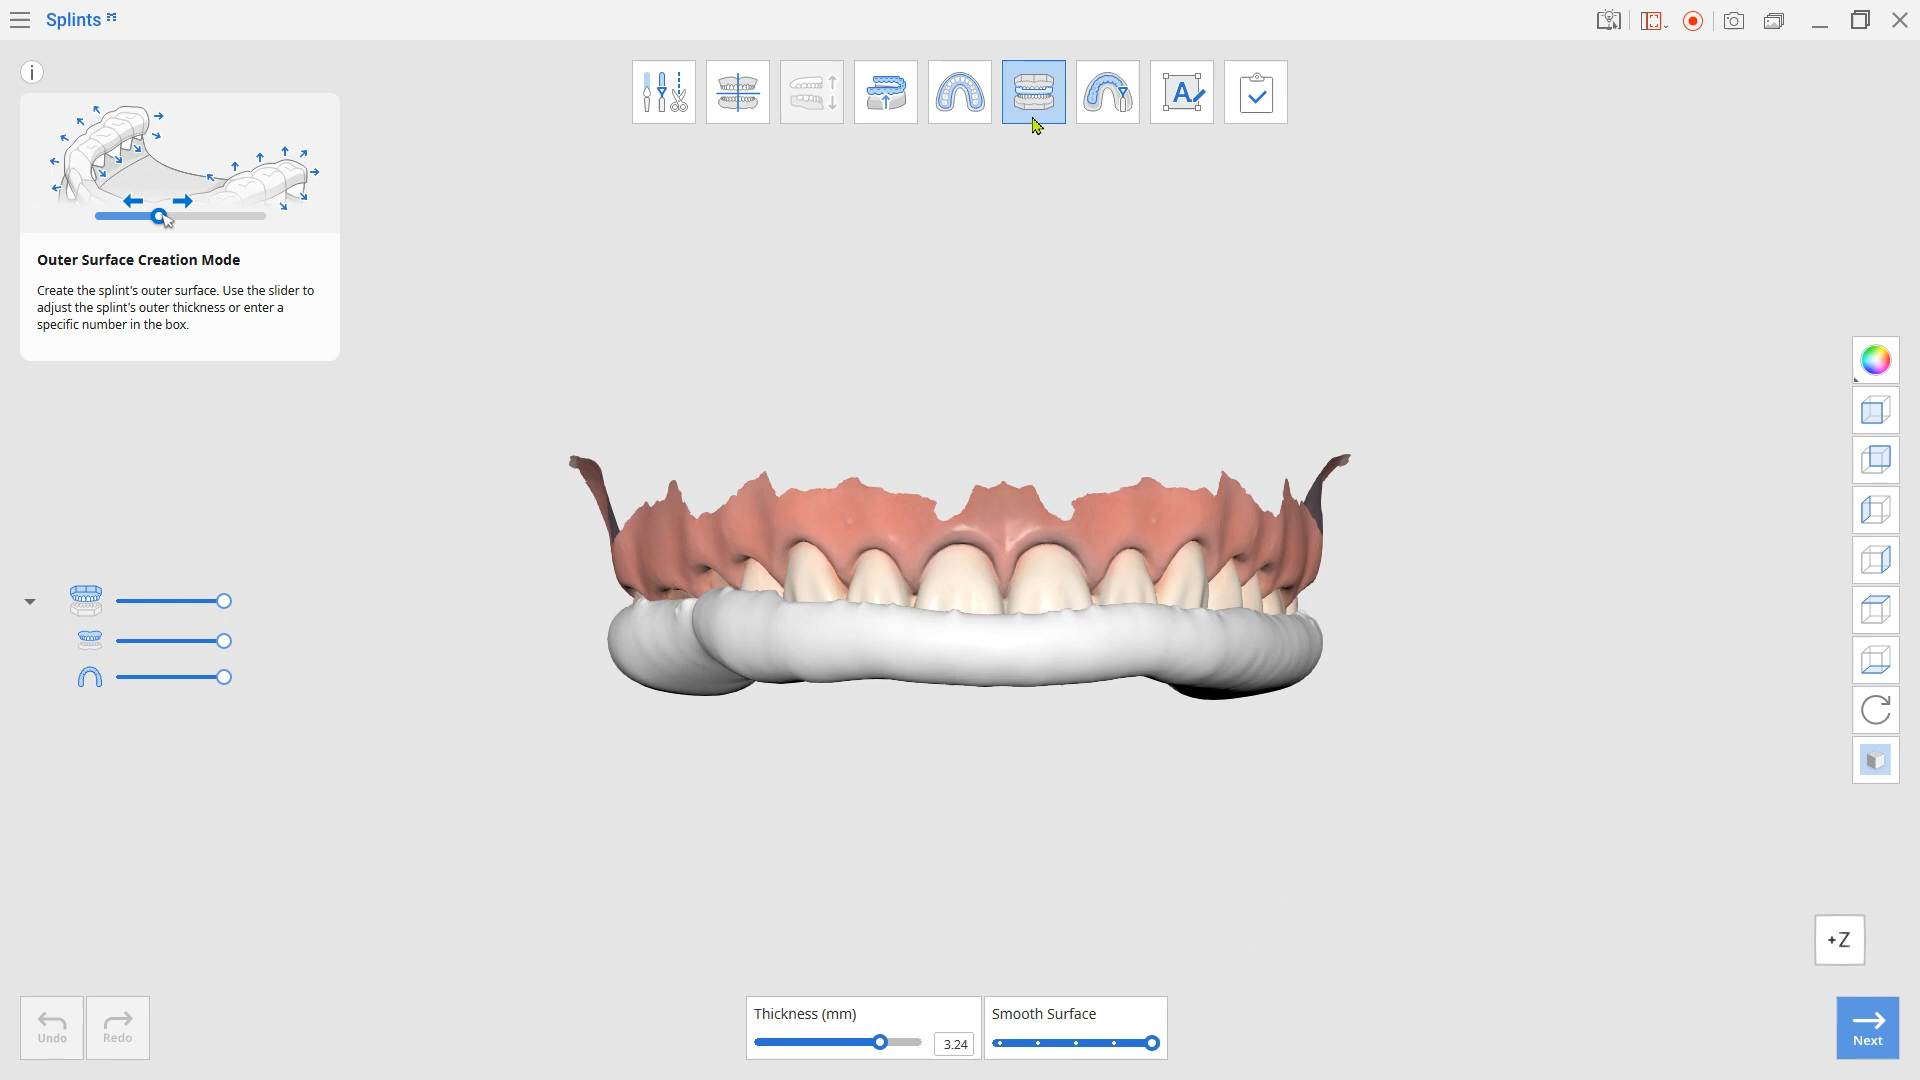 Splints
i
Outer Surface Creation Mode
Create the splint's outer surface. Use the slider to
adjust the splint's outer thickness or enter a
specific number in the box.
A
+Z
Undo
Redo
Thickness (mm)
3.24
Smooth Surface
Next